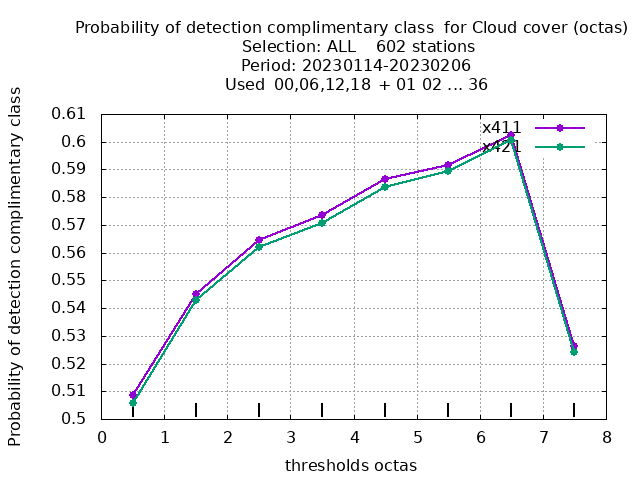 Probability of detection complimentary class  for Cloud cover (octas)
Selection: ALL    602 stations
Period: 20230114-20230206
Used  00,06,12,18  + 01 02 ... 36
Probability of detection complimentary class
0.61
0.6
0.59
0.58
0.57
0.56
0.55
0.54
0.53
0.52
0.51
0.5
x411
x421
0 1 2 3 4 5 6 7 8
thresholds octas